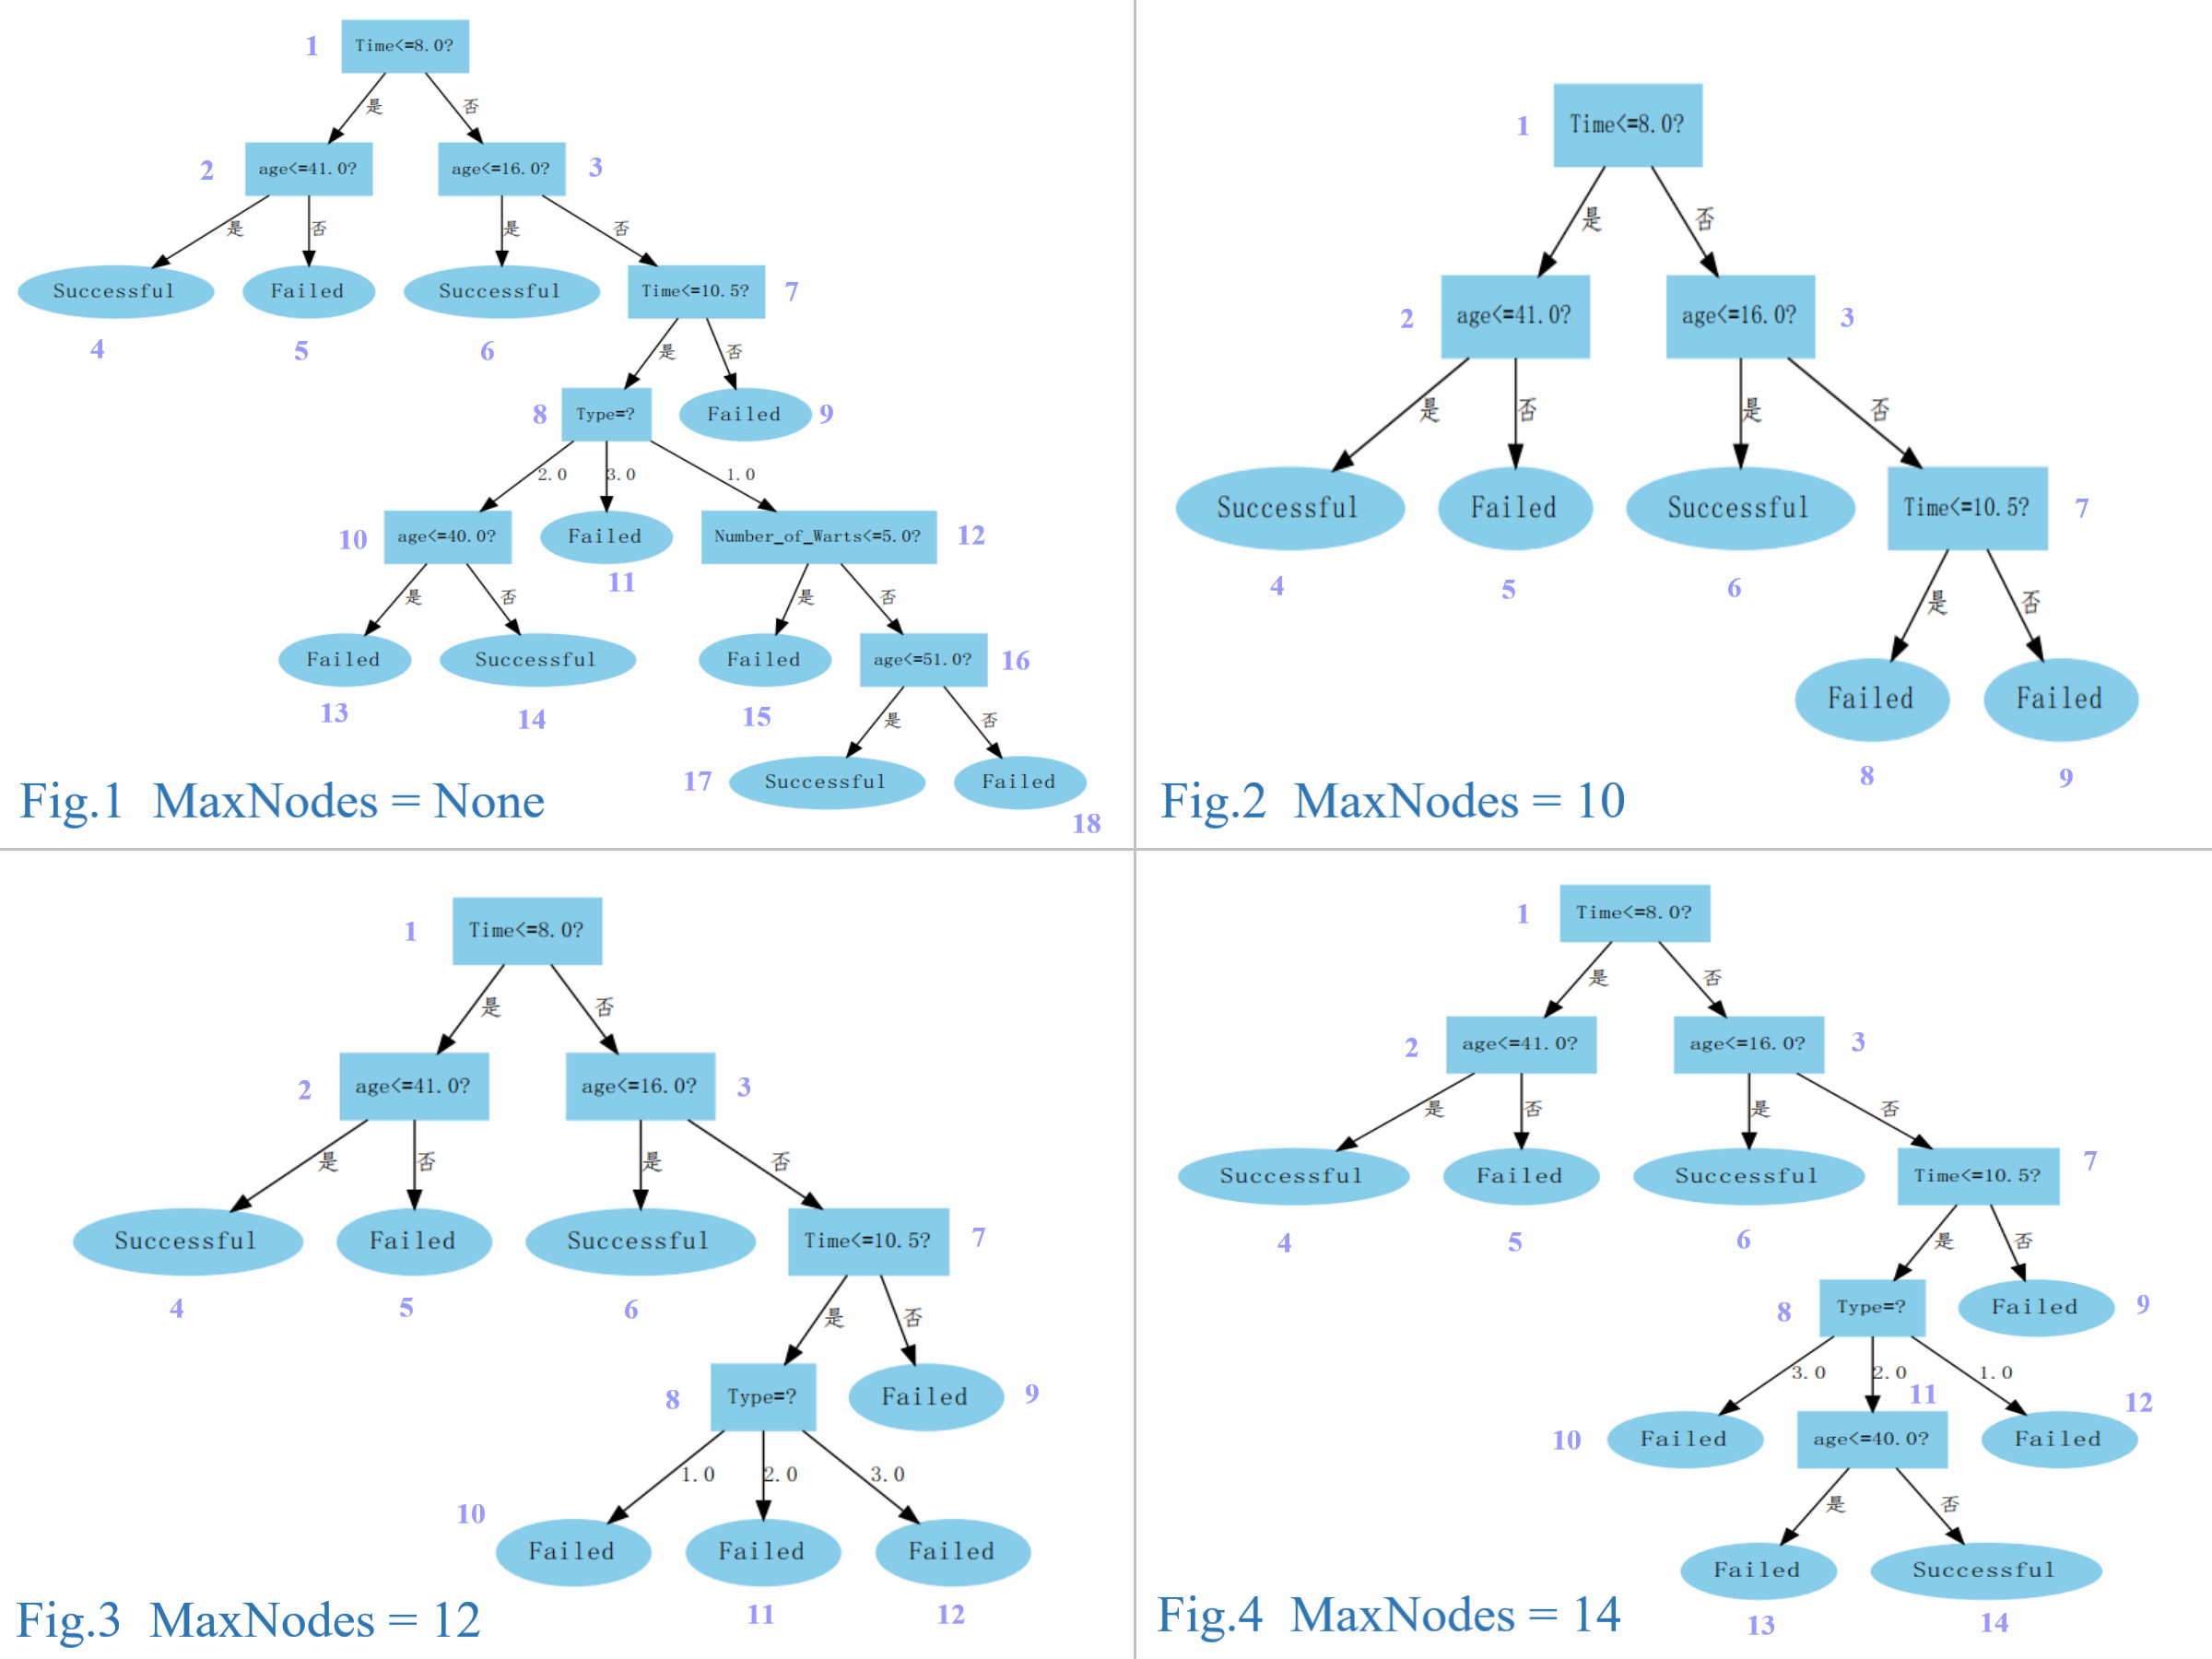 1 Time<=8.0?
是 否
2 age<=41.0? age<=16.0? 3
是 否 是 否
Successful Failed Successful Time<=10.5? 7
4 5 6
是 否
8 Type=? Failed 9
2.0 3.0 1.0
10 age<=40.0? Failed Number_of_Warts<=5.0? 12
11
是 否 是 否
Failed Successful Failed age<=51.0? 16
13 14 15
是 否
17 Successful Failed
18
Fig.1 MaxNodes = None
1 Time<=8.0?
是 否
2 age<=41.0? age<=16.0? 3
是 否 是 否
Successful Failed Successful Time<=10.5? 7
4 5 6
是 否
Failed Failed
8 9
Fig.2 MaxNodes = 10
1 Time<=8.0?
是 否
2 age<=41.0? age<=16.0? 3
是 否 是 否
Successful Failed Successful Time<=10.5? 7
4 5 6
是 否
8 Type=? Failed 9
1.0 2.0 3.0
10 Failed Failed Failed
11 12
Fig.3 MaxNodes = 12
1 Time<=8.0?
是 否
2 age<=41.0? age<=16.0? 3
是 否 是 否
Successful Failed Successful Time<=10.5? 7
4 5 6
是 否
8 Type=? Failed 9
3.0 2.0 1.0
11 12
10 Failed age<=40.0? Failed
是 否
Failed Successful
13 14
Fig.4 MaxNodes = 14